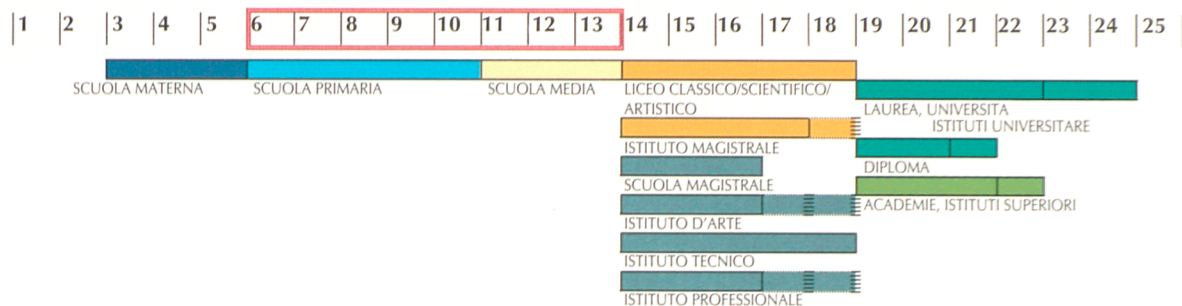 1 2 3 4 5 6 7 8 9 10 11 12 13 14 15 16 17 18 19 20 21 22 23 24 25
SCUOLA MATERNA SCUOLA PRIMARIA SCUOLA MEDIA LICEO CLASSICO/SCIENTIFICO/
ARTISTICO
LAUREA, UNIVERSITA
ISTITUTI UNIVERSITARE
ISTITUTO MAGISTRALE
DIPLOMA
SCUOLA MAGISTRALE
ACADEMIE, ISTITUTI SUPERIORI
ISTITUTO D'ARTE
ISTITUTO TECNICO
ISTITUTO PROFESSIONALE